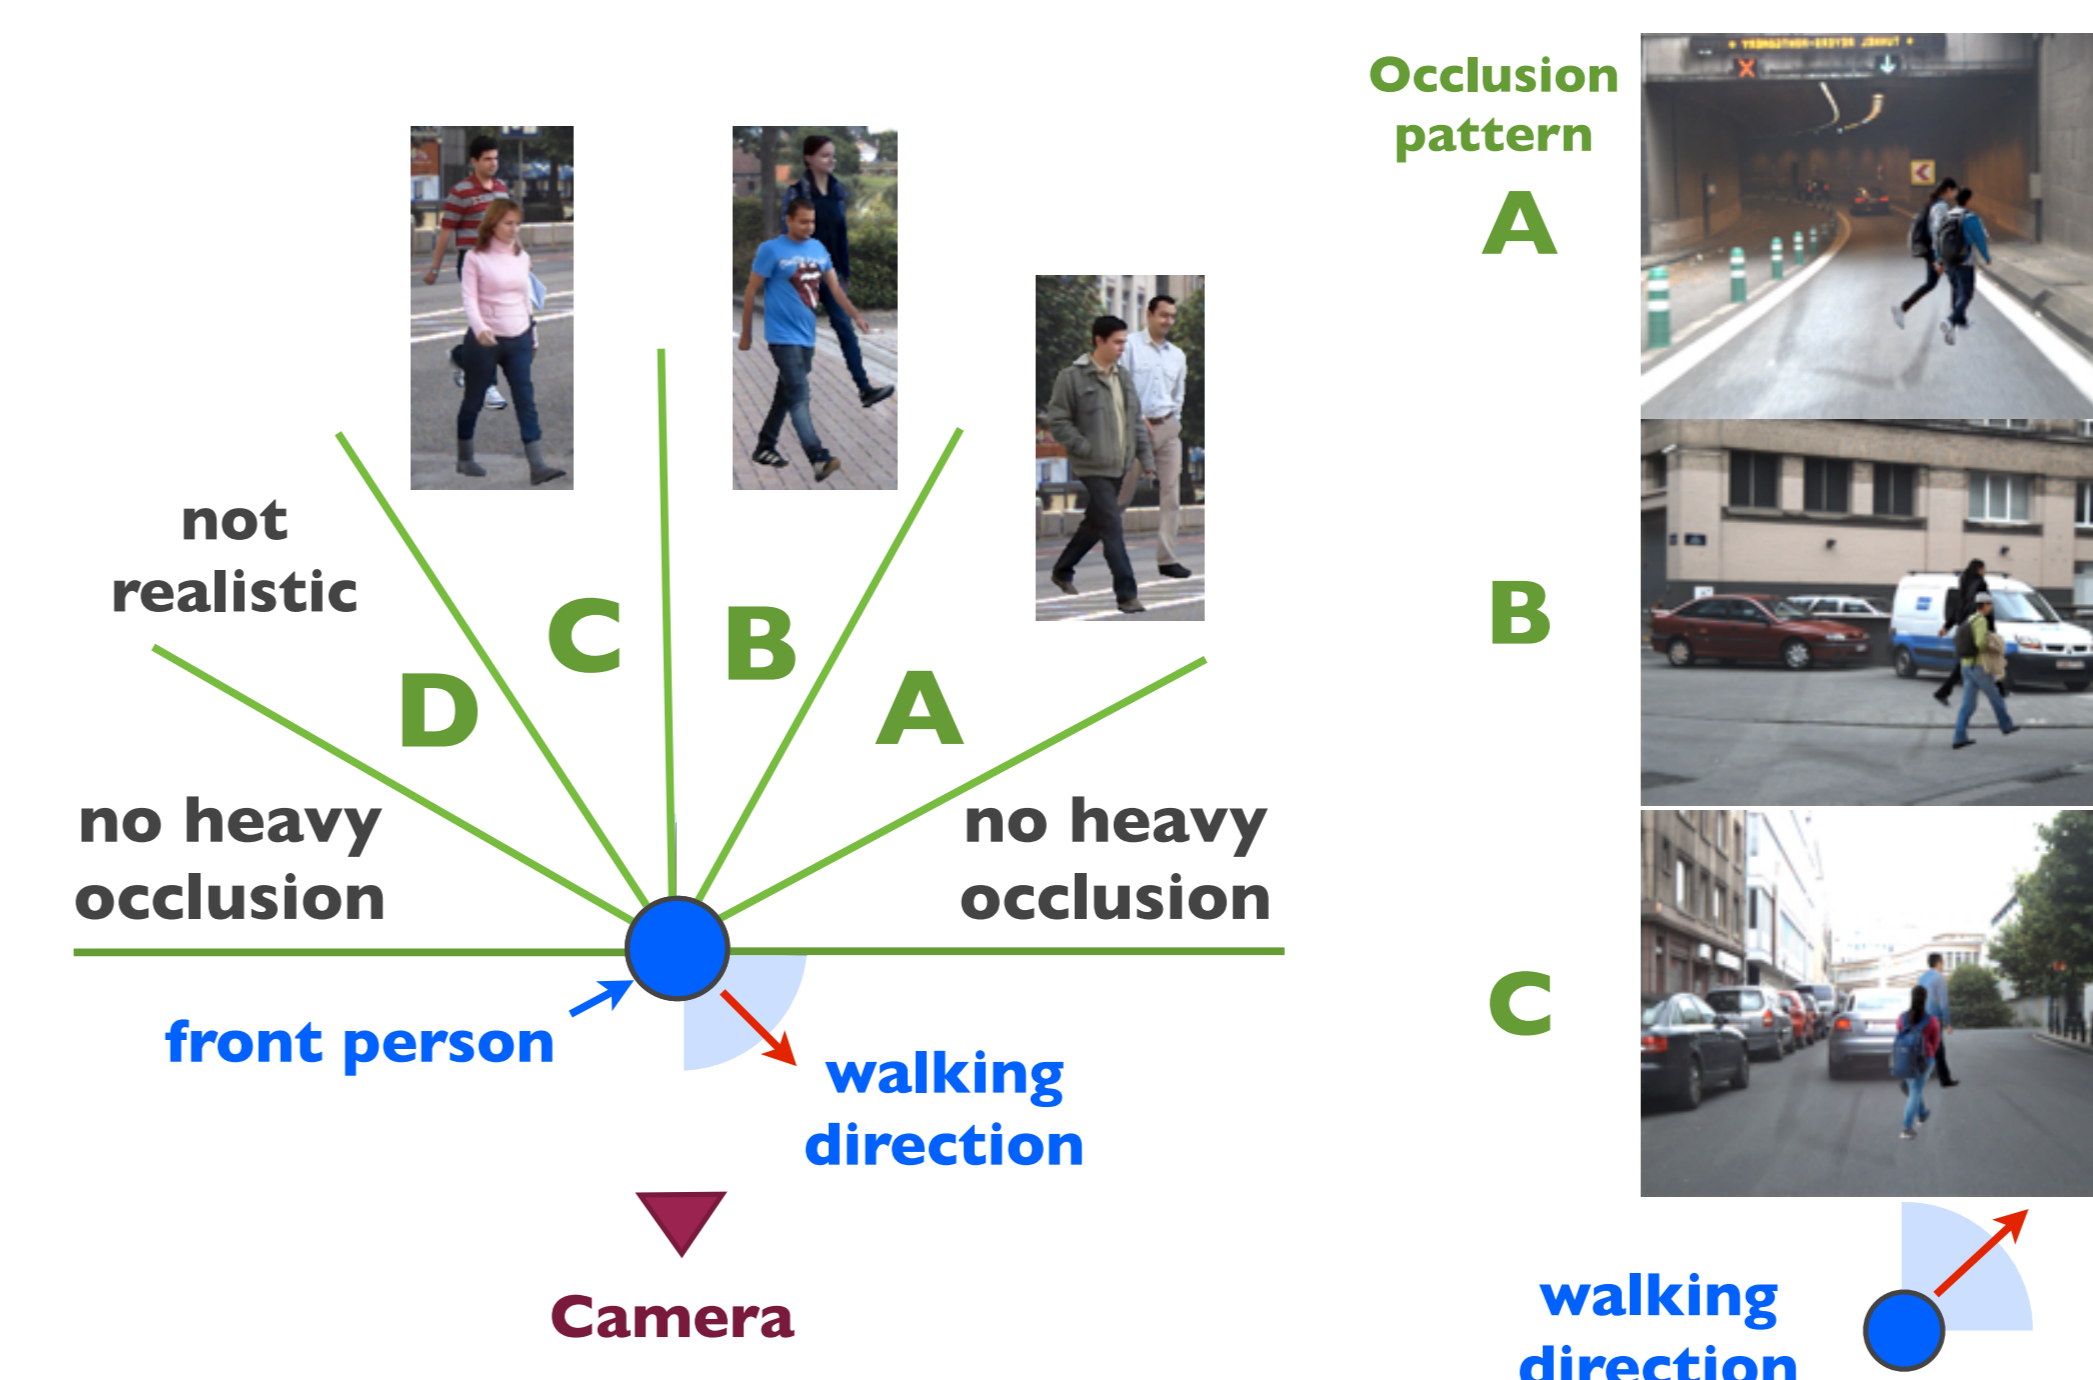 not
realistic
D
C
B
A
no heavy
occlusion
no heavy
occlusion
front person
walking
direction
Camera
Occlusion
pattern
A
B
C
walking
direction